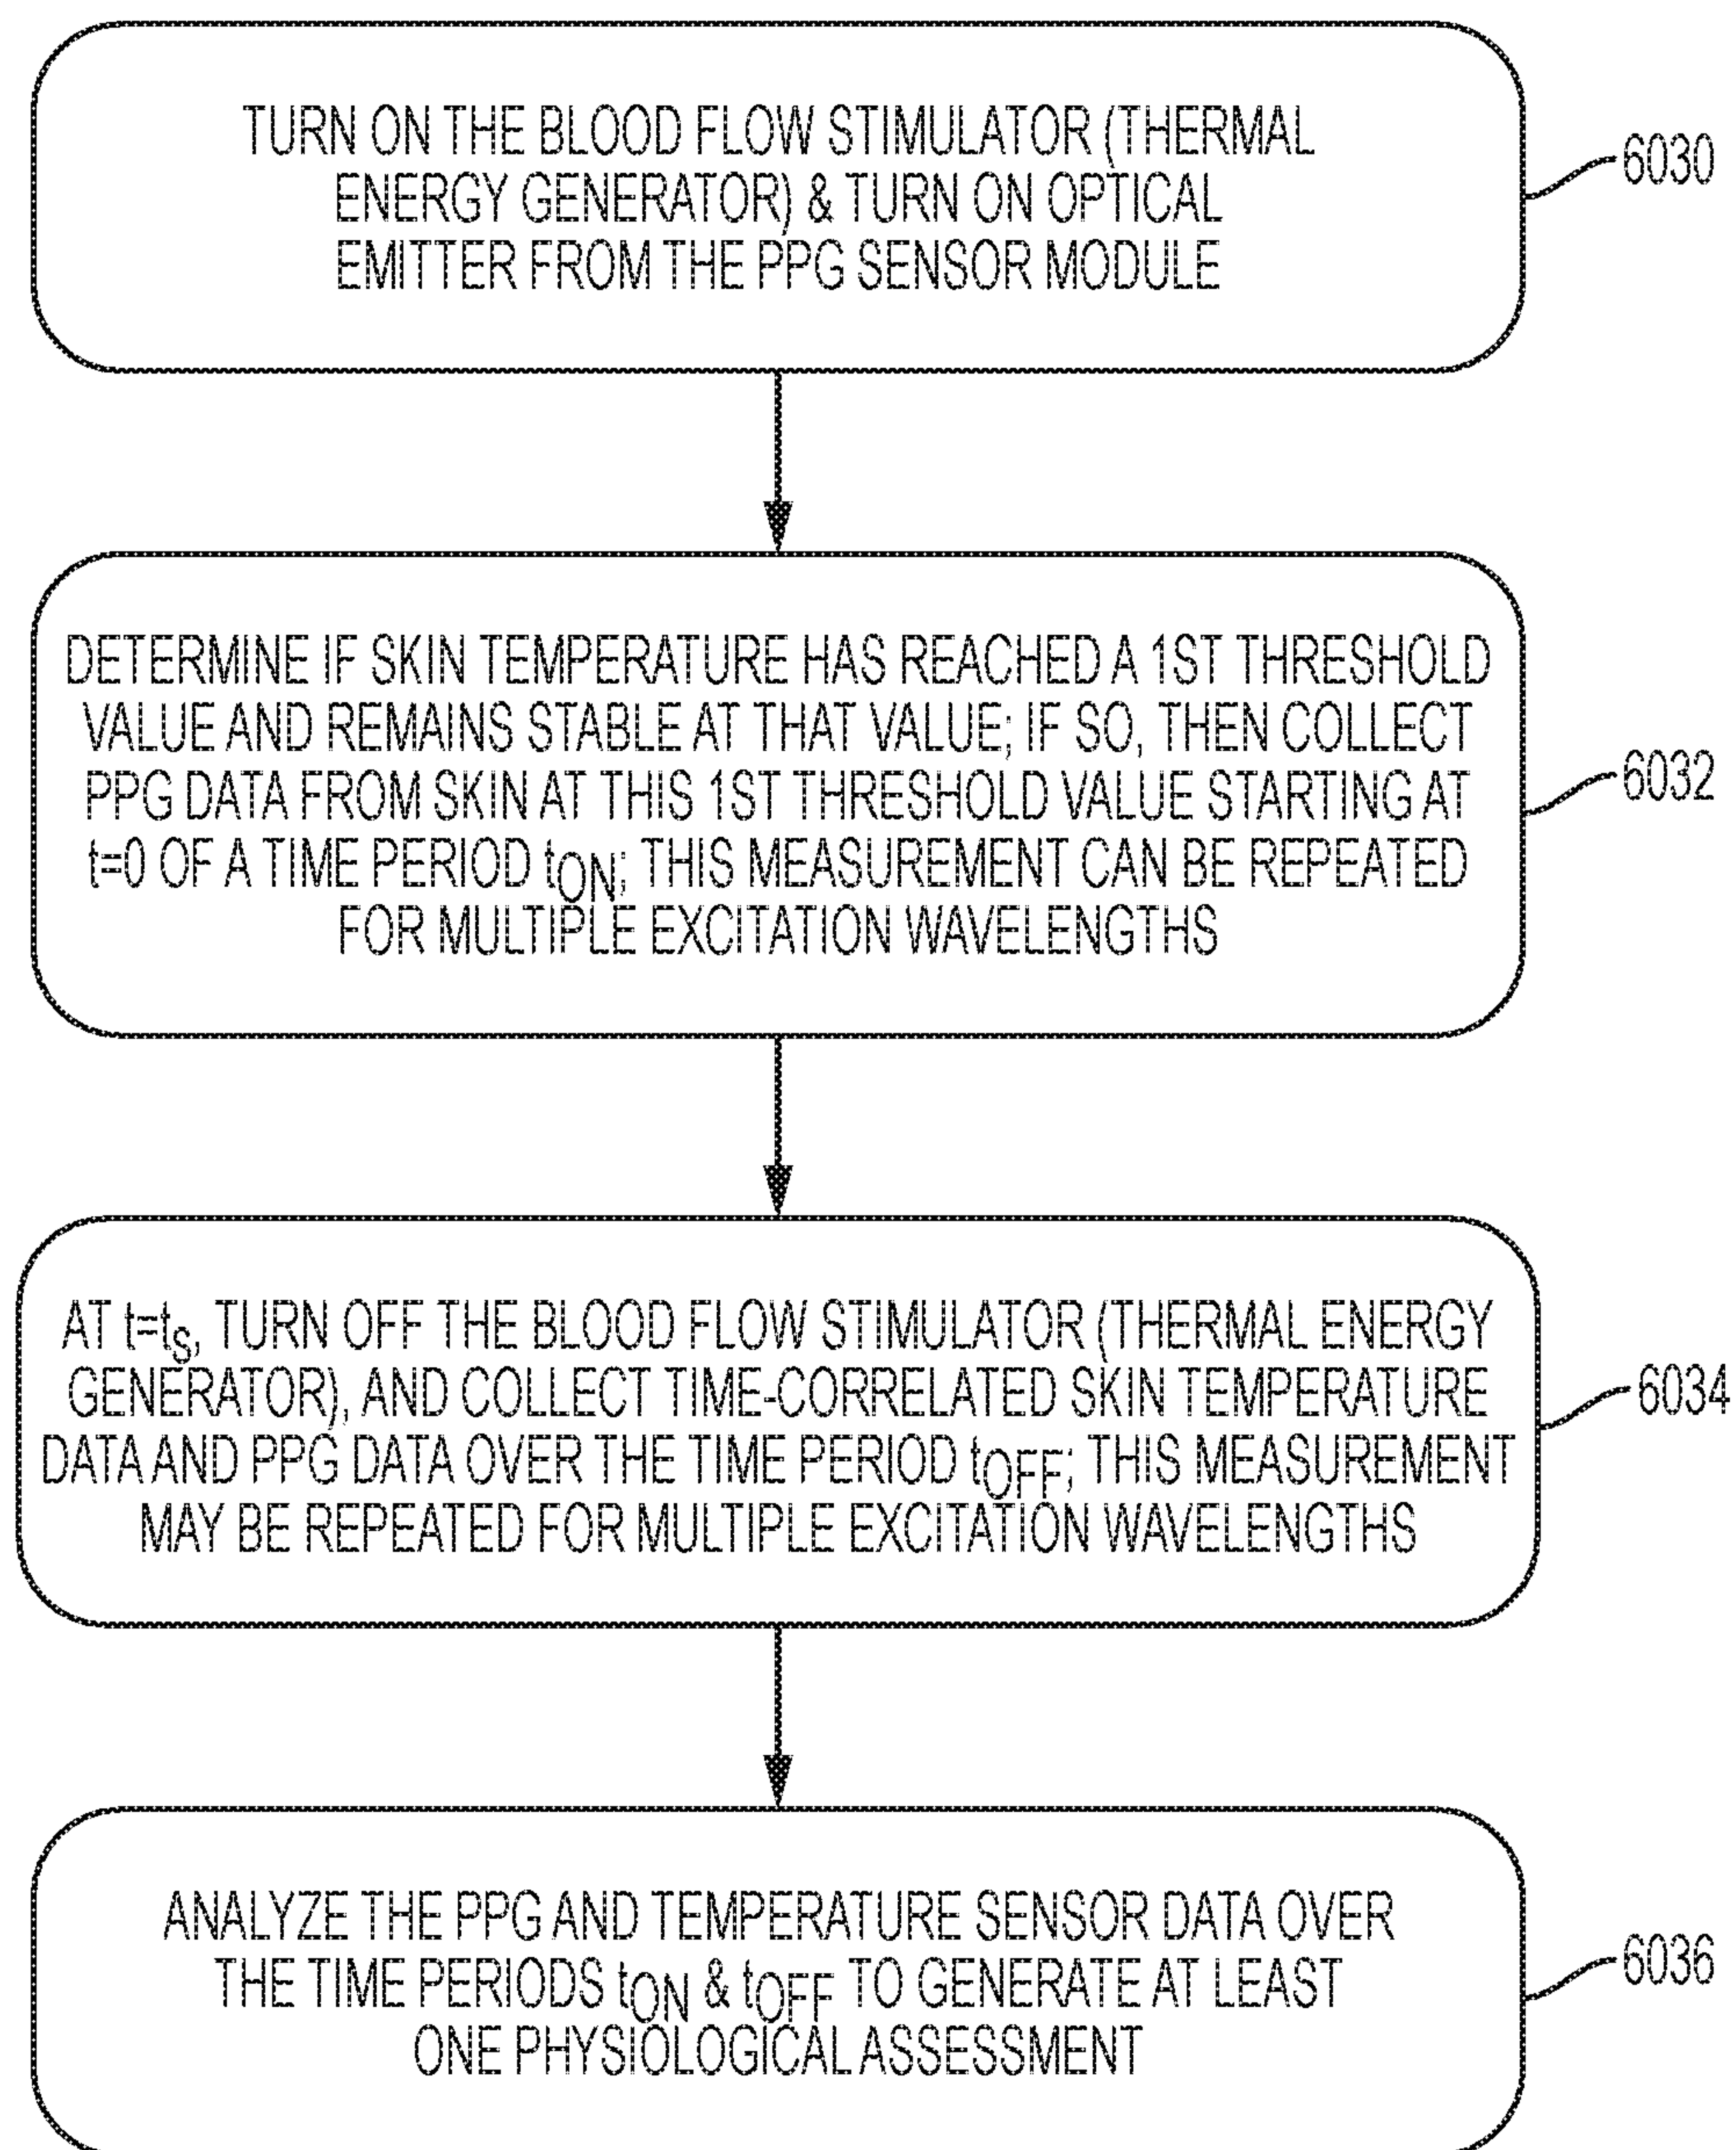 TURN ON THE BLOOD FLOW STIMULATOR (THERMAL
ENERGY GENERATOR) & TURN ON OPTICAL
EMITTER FROM THE PPG SENSOR MODULE
6030
DETERMINE IF SKIN TEMPERATURE HAS REACHED A 1ST THRESHOLD
VALUE AND REMAINS STABLE AT THAT VALUE; IF SO, THEN COLLECT
PPG DATA FROM SKIN AT THIS 1ST THRESHOLD VALUE STARTING AT
t=0 OF A TIME PERIOD tON; THIS MEASUREMENT CAN BE REPEATED
FOR MULTIPLE EXCITATION WAVELENGTHS
6032
AT t=tS, TURN OFF THE BLOOD FLOW STIMULATOR (THERMAL ENERGY
GENERATOR), AND COLLECT TIME-CORRELATED SKIN TEMPERATURE
DATA AND PPG DATA OVER THE TIME PERIOD tOFF; THIS MEASUREMENT
MAY BE REPEATED FOR MULTIPLE EXCITATION WAVELENGTHS
6034
ANALYZE THE PPG AND TEMPERATURE SENSOR DATA OVER
THE TIME PERIODS tON & tOFF TO GENERATE AT LEAST
ONE PHYSIOLOGICAL ASSESSMENT
6036